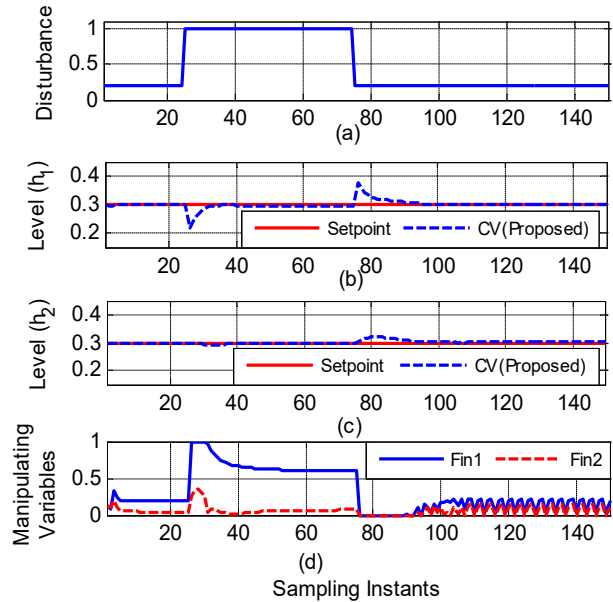 Disturbance
1
0.5
0
20 40 60 80 100 120 140
(a)
Level (h1)
0.4
0.3
0.2
Setpoint CV(Proposed)
20 40 60 80 100 120 140
(b)
Level (h2)
0.4
0.3
0.2
Setpoint CV(Proposed)
20 40 60 80 100 120 140
(c)
Manipulating
Variables
1
0.5
0
Fin1 Fin2
20 40 60 80 100 120 140
(d)
Sampling Instants